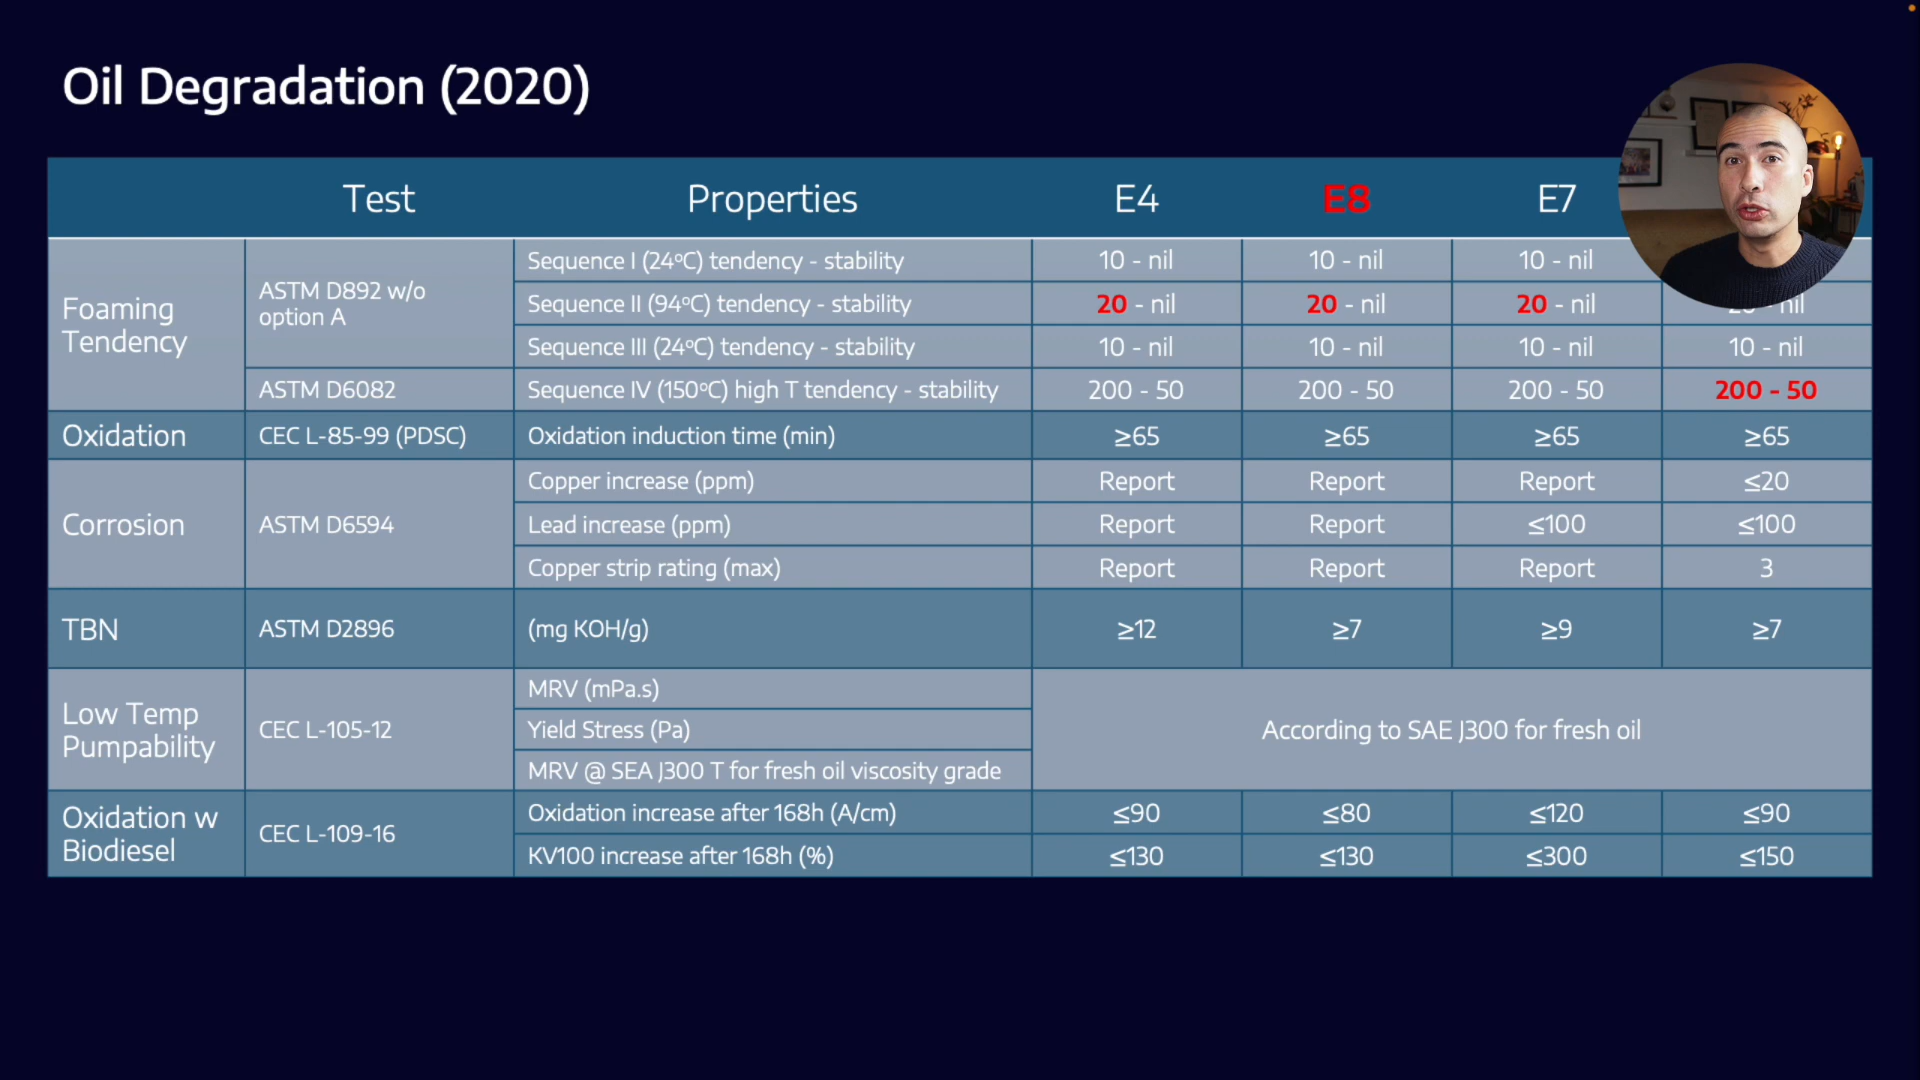 Oil Degradation (2020)
Test Properties E4 E8 E7
Foaming Tendency
ASTM D892 w/o option A
Sequence I (24°C) tendency - stability 10 - nil 10 - nil 10 - nil
Sequence II (94°C) tendency - stability 20 - nil 20 - nil 20 - nil
Sequence III (24°C) tendency - stability 10 - nil 10 - nil 10 - nil 10 - nil
ASTM D6082 Sequence IV (150°C) high T tendency - stability 200 - 50 200 - 50 200 - 50 200 - 50
Oxidation CEC L-85-99 (PDSC) Oxidation induction time (min) ≥65 ≥65 ≥65 ≥65
Corrosion ASTM D6594
Copper increase (ppm) Report Report Report ≤20
Lead increase (ppm) Report Report ≤100 ≤100
Copper strip rating (max) Report Report Report 3
TBN ASTM D2896 (mg KOH/g) ≥12 ≥7 ≥9 ≥7
Low Temp Pumpability
CEC L-105-12
MRV (mPa.s)
Yield Stress (Pa)
MRV @ SEA J300 T for fresh oil viscosity grade
According to SAE J300 for fresh oil
Oxidation w Biodiesel
CEC L-109-16
Oxidation increase after 168h (A/cm) ≤90 ≤80 ≤120 ≤90
KV100 increase after 168h (%) ≤130 ≤130 ≤300 ≤150